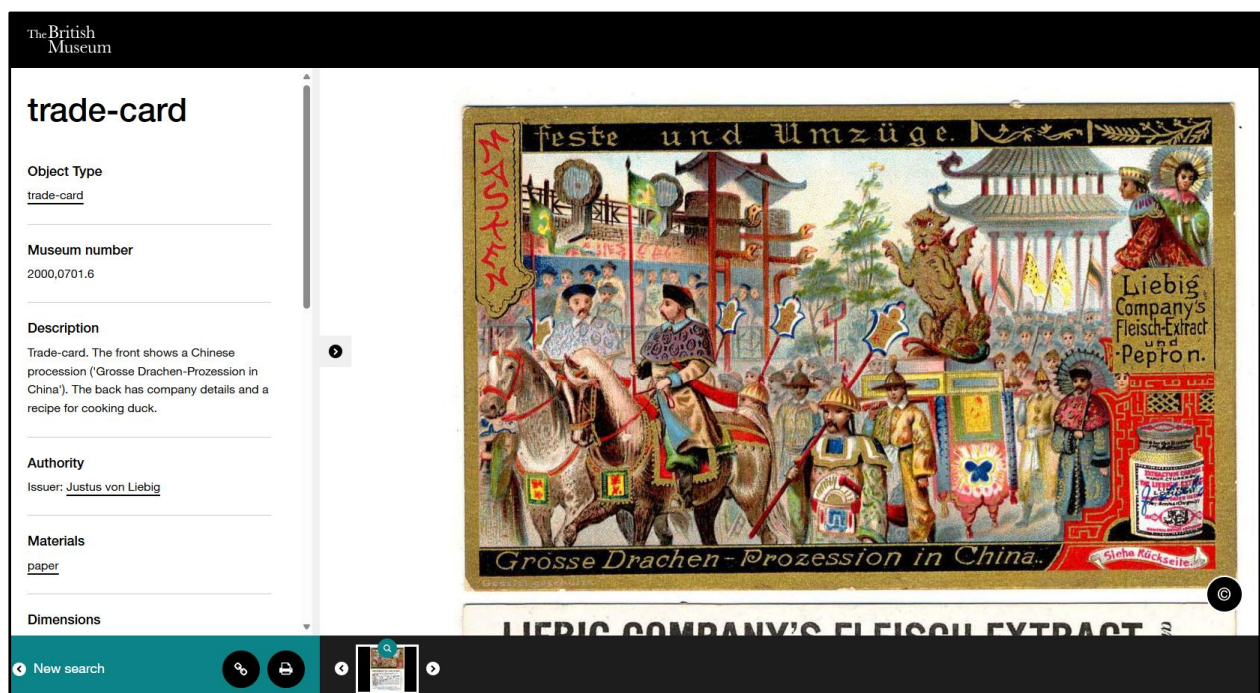 The British
Museum
trade-card
Object Type
trade-card
Museum number
2000,0701.6
Description
Trade-card. The front shows a Chinese
procession ('Grosse Drachen-Prozession in
China'). The back has company details and a
recipe for cooking duck.
Authority
Issuer: Justus von Liebig
Materials
paper
Dimensions
New search
MASKEN
feste und Umzüge.
Liebig
Company's
Fleisch-Extract
und
Pepton.
Grosse Drachen-Prozession in China.
Siehe Rückseite.
LIEBIG COMPANY'S FLEISCH EXTRACT
©